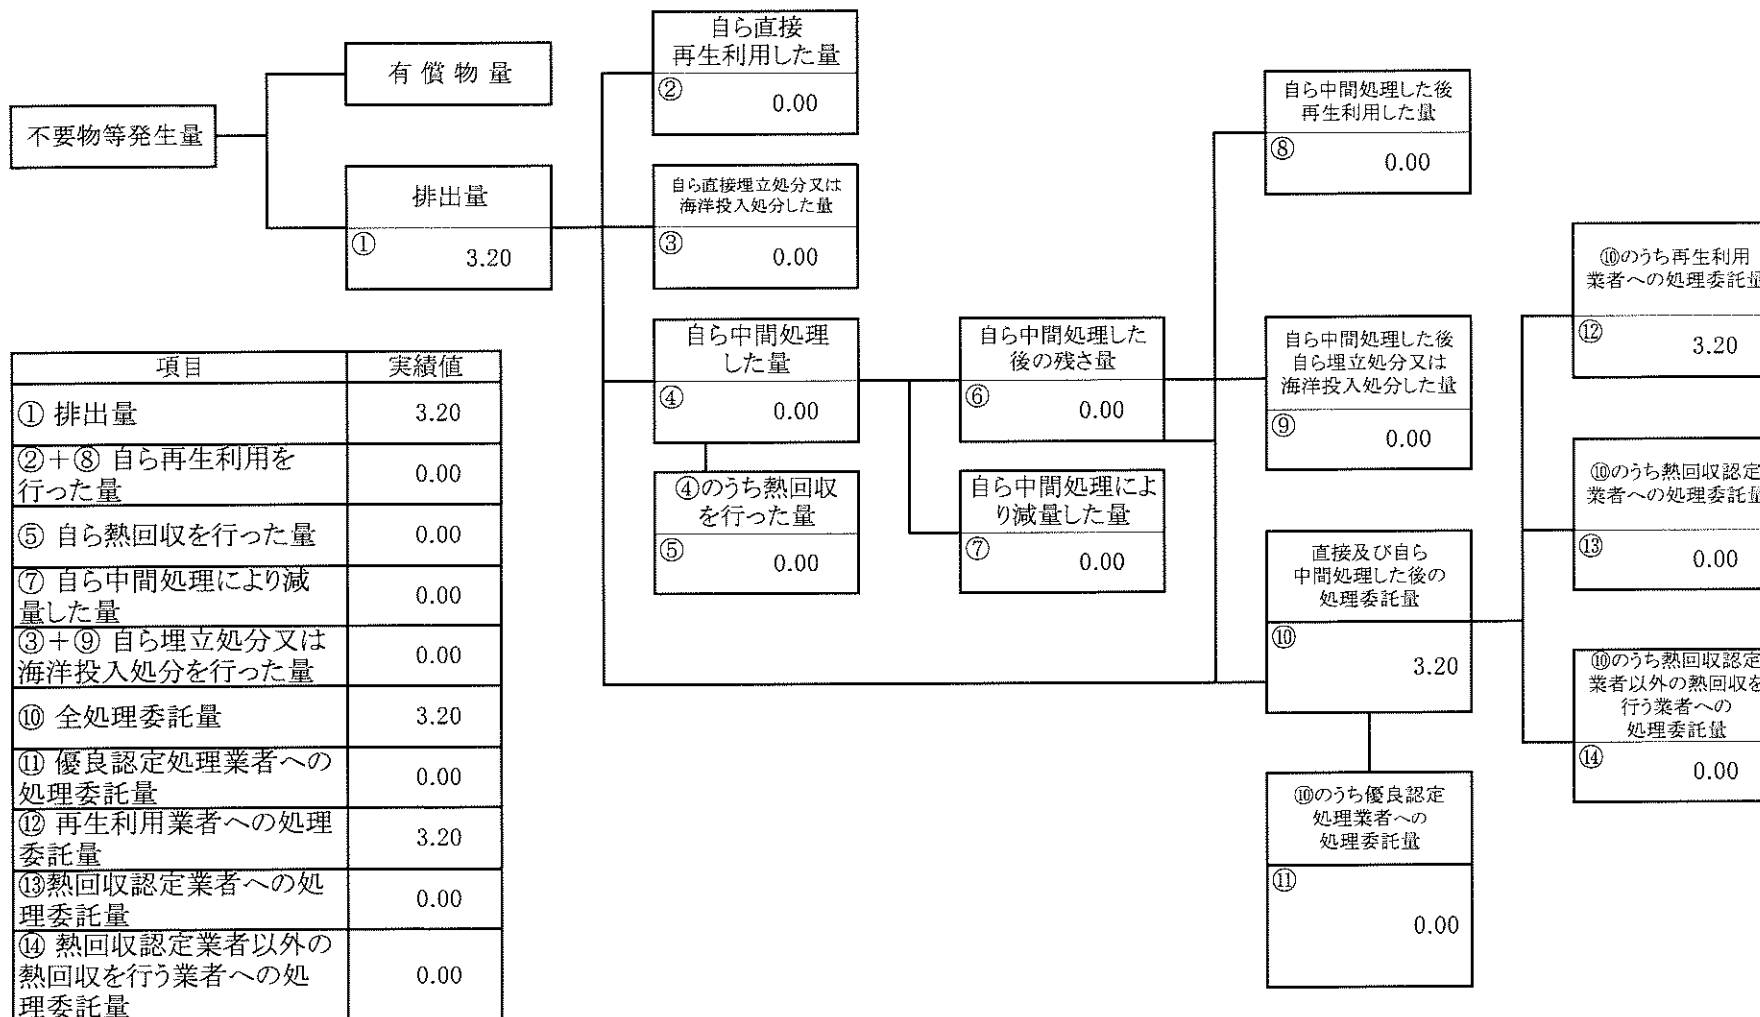 不要物等発生量
有 償 物 量
排出量
①
3.20
自ら直接
再生利用した量
②
0.00
自ら直接埋立処分又は
海洋投入処分した量
③
0.00
自ら中間処理
した量
④
0.00
④のうち熱回収
を行った量
⑤
0.00
自ら中間処理した
後の残さ量
⑥
0.00
自ら中間処理によ
り減量した量
⑦
0.00
自ら中間処理した後
再生利用した量
⑧
0.00
自ら中間処理した後
自ら埋立処分又は
海洋投入処分した量
⑨
0.00
直接及び自ら
中間処理した後の
処理委託量
⑩
3.20
⑩のうち優良認定
処理業者への
処理委託量
⑪
0.00
⑩のうち再生利用
業者への処理委託量
⑫
3.20
⑩のうち熱回収認定
業者への処理委託量
⑬
0.00
⑩のうち熱回収認定
業者以外の熱回収を
行う業者への
処理委託量
⑭
0.00
項目 実績値
① 排出量 3.20
②+⑧ 自ら再生利用を
行った量 0.00
⑤ 自ら熱回収を行った量 0.00
⑦ 自ら中間処理により減
量した量 0.00
③+⑨ 自ら埋立処分又は
海洋投入処分を行った量 0.00
⑩ 全処理委託量 3.20
⑪ 優良認定処理業者への
処理委託量 0.00
⑫ 再生利用業者への処理
委託量 3.20
⑬熱回収認定業者への処
理委託量 0.00
⑭ 熱回収認定業者以外の
熱回収を行う業者への処
理委託量 0.00